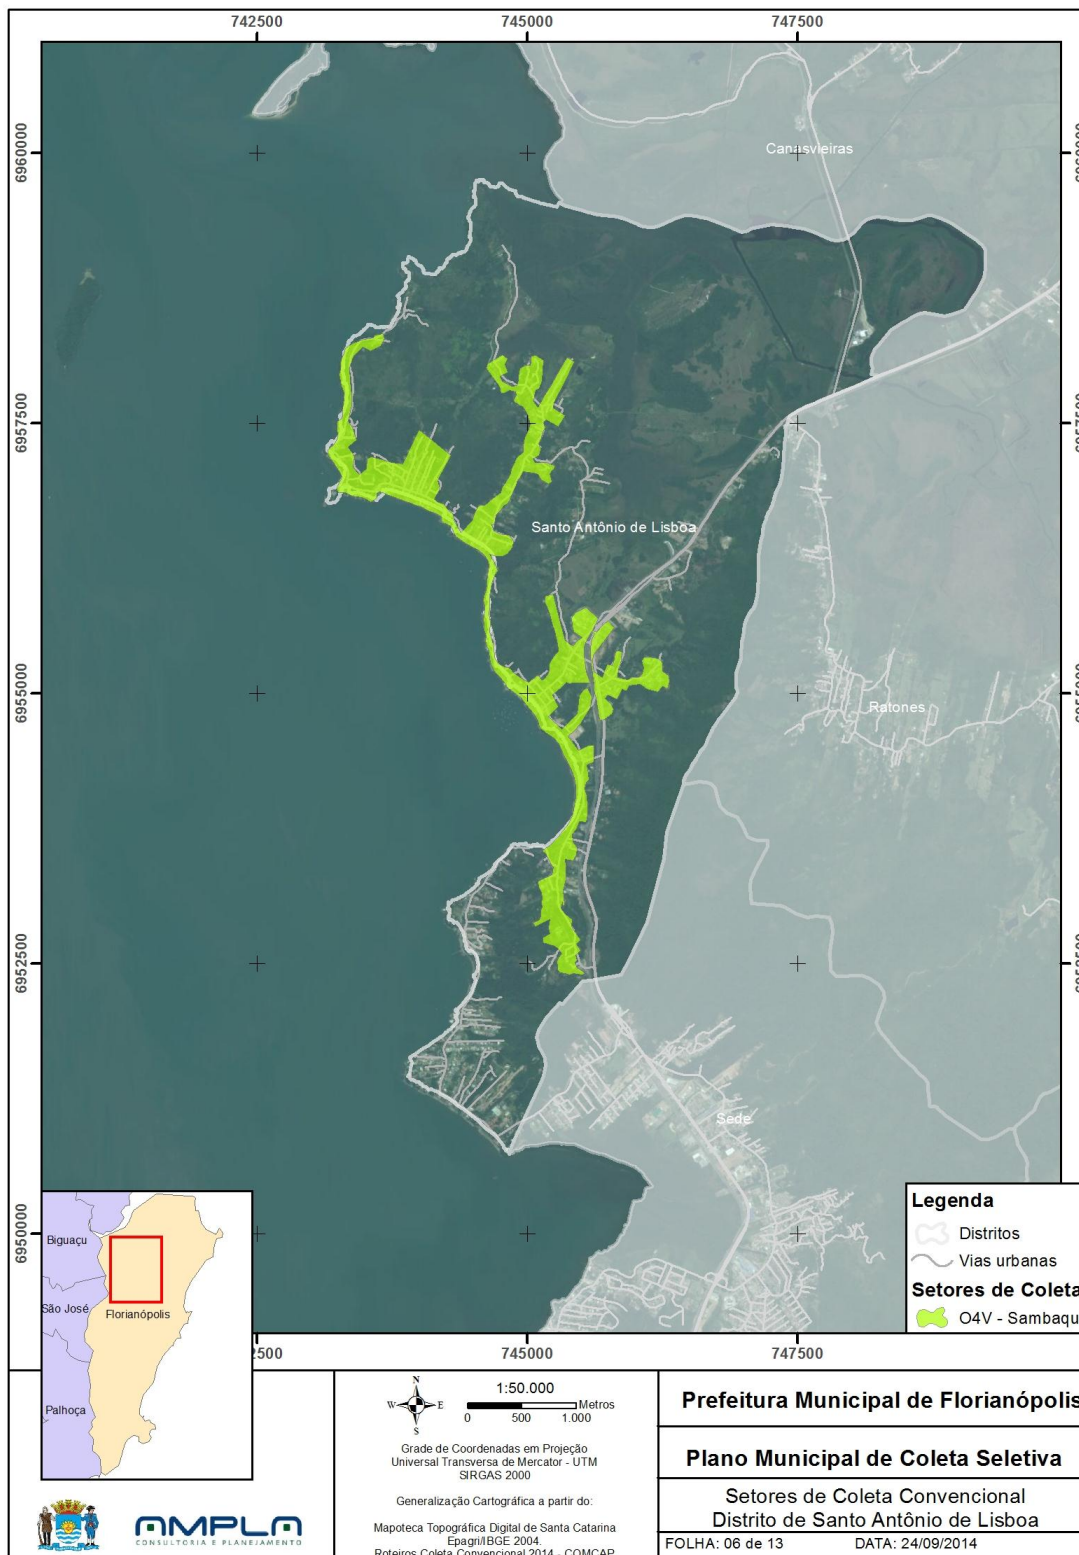 742500 745000 747500
6960000
Canasvieiras
6957500
Santo Antônio de Lisboa
6955000
Ratones
6952500
Sede
6950000
Legenda
Distritos
Vias urbanas
Setores de Coleta
O4V - Sambaqu
Biguaçu
São José
Florianópolis
Palhoça
2500 745000 747500
N
W E
S
1:50.000
Metros
0 500 1.000
Grade de Coordenadas em Projeção
Universal Transversa de Mercator - UTM
SIRGAS 2000
Generalização Cartográfica a partir do:
Mapoteca Topográfica Digital de Santa Catarina
Epagri/IBGE 2004.
Roteiros Coleta Convencional 2014 - COMCAP
AMPLA
CONSULTORIA E PLANEJAMENTO
Prefeitura Municipal de Florianópolis
Plano Municipal de Coleta Seletiva
Setores de Coleta Convencional
Distrito de Santo Antônio de Lisboa
FOLHA: 06 de 13 DATA: 24/09/2014